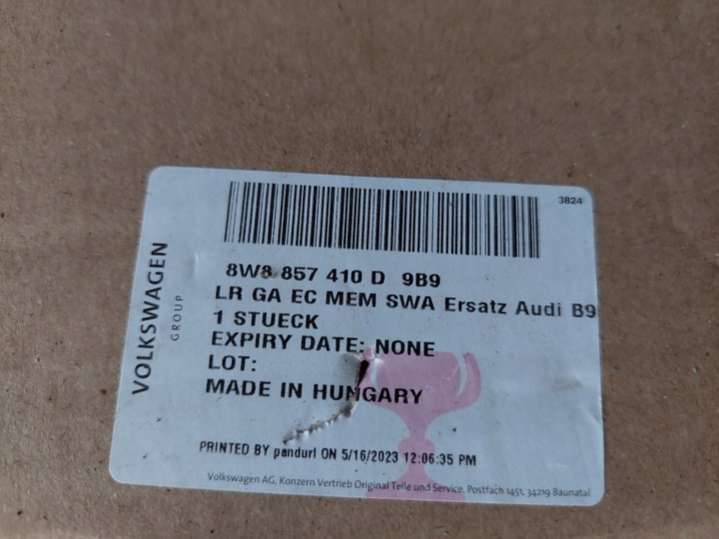 3824
VOLKSWAGEN
GROUP
8W8 857 410 D 9B9
LR GA EC MEM SWA Ersatz Audi B9
1 STUECK
EXPIRY DATE: NONE
LOT:
MADE IN HUNGARY
PRINTED BY pandurl ON 5/16/2023 12:06:35 PM
Volkswagen AG, Konzern Vertrieb Original Teile und Service, Postfach 1451, 34219 Baunatal